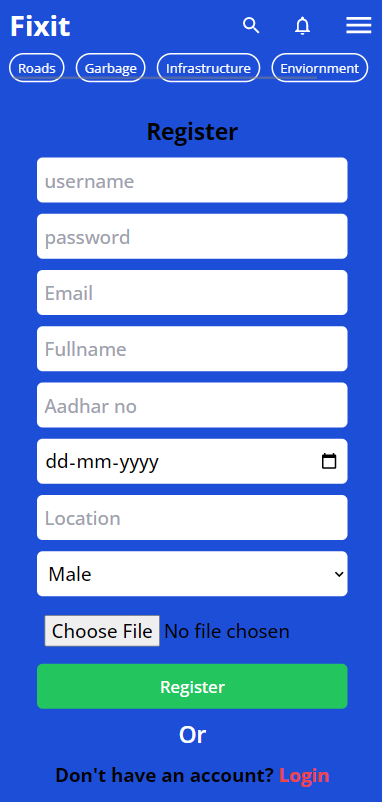 Fixit
Roads Garbage Infrastructure Enviornment
Register
username
password
Email
Fullname
Aadhar no
dd-mm-yyyy
Location
Male
Choose File No file chosen
Register
Or
Don't have an account? Login